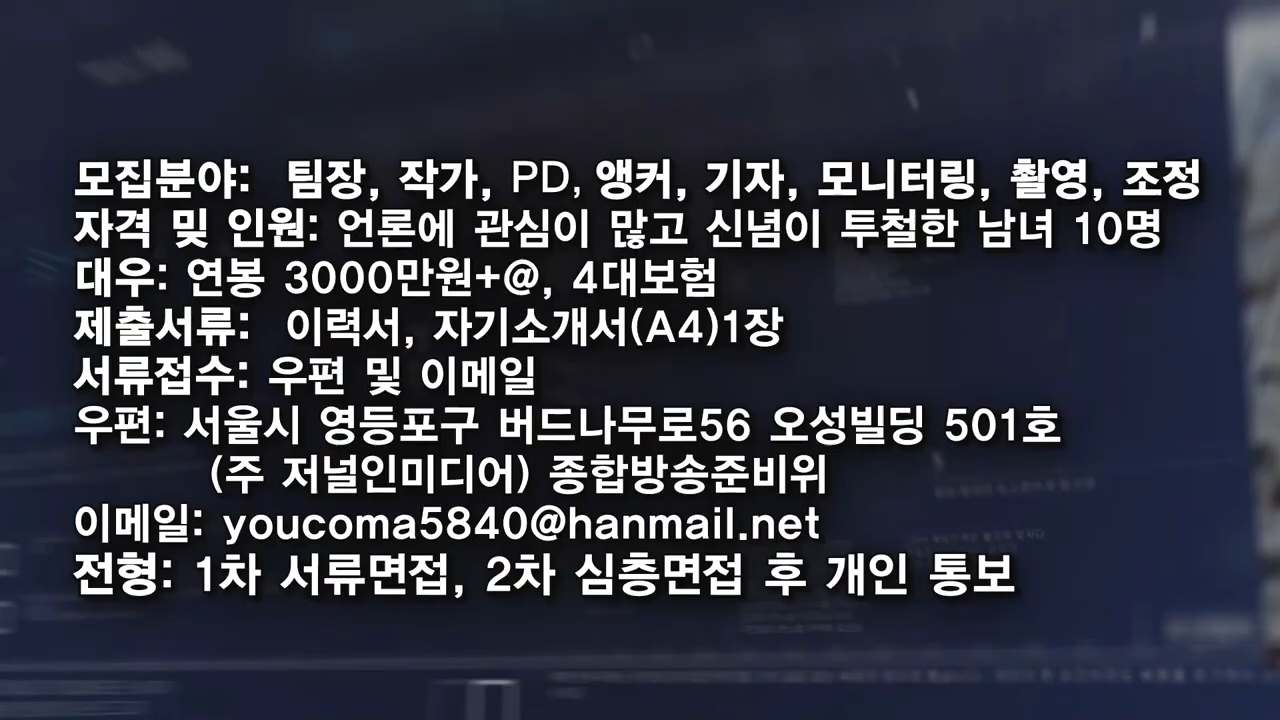 모집분야: 팀장, 작가, PD, 앵커, 기자, 모니터링, 촬영, 조정
자격 및 인원: 언론에 관심이 많고 신념이 투철한 남녀 10명
대우: 연봉 3000만원+@, 4대보험
제출서류: 이력서, 자기소개서(A4)1장
서류접수: 우편 및 이메일
우편: 서울시 영등포구 버드나무로56 오성빌딩 501호
(주 저널인미디어) 종합방송준비위
이메일: youcoma5840@hanmail.net
전형: 1차 서류면접, 2차 심층면접 후 개인 통보